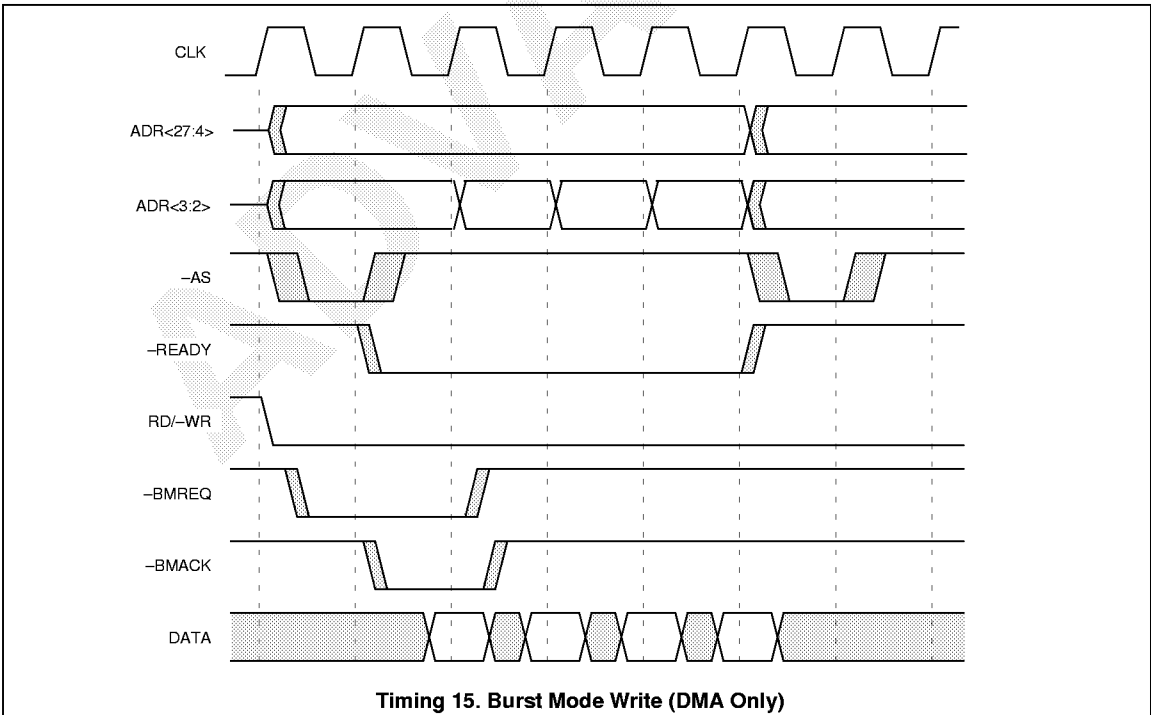 CLK
ADR<27:4>
ADR<3:2>
–AS
–READY
RD/–WR
–BMREQ
–BMACK
DATA
Timing 15. Burst Mode Write (DMA Only)